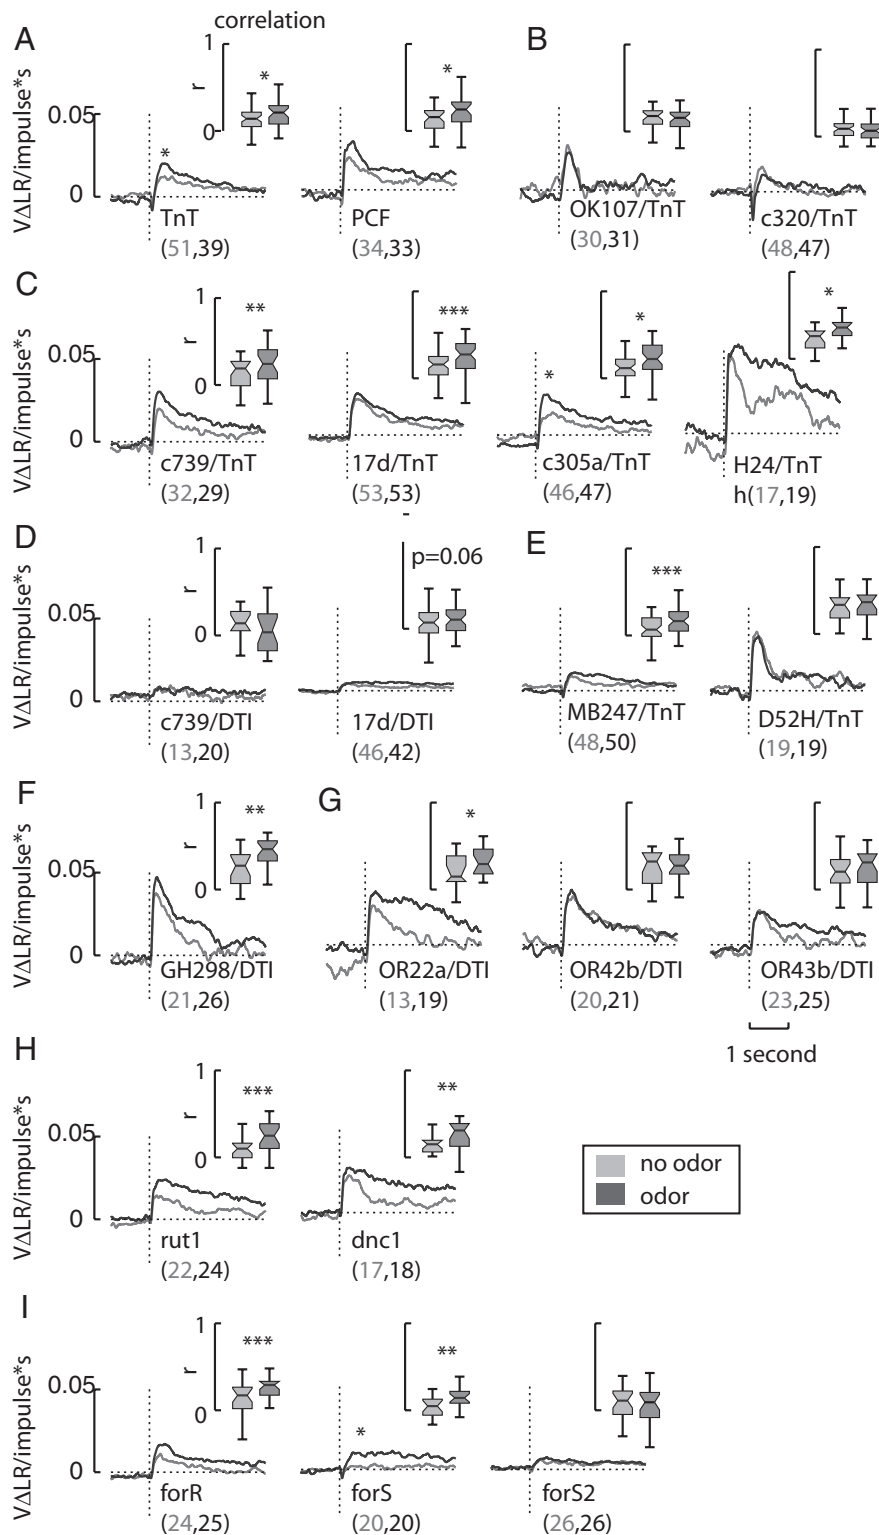 correlation
A
B
1
r
0
*
*
V∆LR/impulse*s
0.05
0
*
TnT
(51,39)
PCF
(34,33)
OK107/TnT
(30,31)
c320/TnT
(48,47)
C
1
r
0
**
***
*
*
V∆LR/impulse*s
0.05
0
*
c739/TnT
(32,29)
17d/TnT
(53,53)
c305a/TnT
(46,47)
H24/TnT
h(17,19)
D
E
1
r
0
p=0.06
***
V∆LR/impulse*s
0.05
0
c739/DTI
(13,20)
17d/DTI
(46,42)
MB247/TnT
(48,50)
D52H/TnT
(19,19)
F
G
1
r
0
**
*
V∆LR/impulse*s
0.05
0
GH298/DTI
(21,26)
OR22a/DTI
(13,19)
OR42b/DTI
(20,21)
OR43b/DTI
(23,25)
1 second
H
1
r
0
***
**
V∆LR/impulse*s
0.05
0
rut1
(22,24)
dnc1
(17,18)
no odor
odor
I
1
r
0
***
**
V∆LR/impulse*s
0.05
0
*
forR
(24,25)
forS
(20,20)
forS2
(26,26)